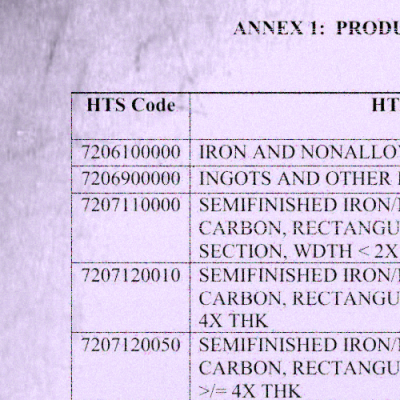 ANNEX 1: PRODU
HTS Code HT
7206100000 IRON AND NONALLOY
7206900000 INGOTS AND OTHER
7207110000 SEMIFINISHED IRON/
CARBON, RECTANGU
SECTION, WDTH < 2X
7207120010 SEMIFINISHED IRON/
CARBON, RECTANGU
4X THK
7207120050 SEMIFINISHED IRON/
CARBON, RECTANGU
>/= 4X THK